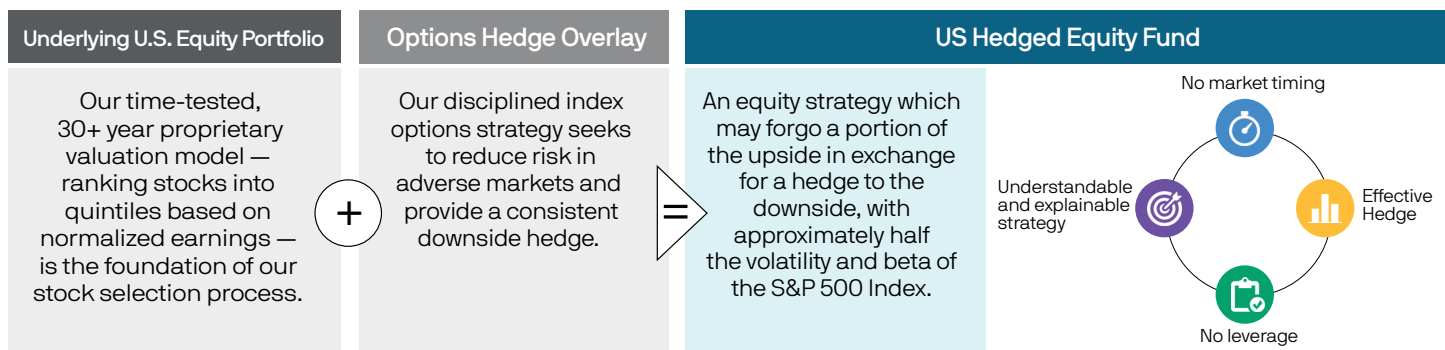 Underlying U.S. Equity Portfolio
Our time-tested,
30+ year proprietary
valuation model —
ranking stocks into
quintiles based on
normalized earnings —
is the foundation of our
stock selection process.
+
Options Hedge Overlay
Our disciplined index
options strategy seeks
to reduce risk in
adverse markets and
provide a consistent
downside hedge.
=
US Hedged Equity Fund
An equity strategy which
may forgo a portion of
the upside in exchange
for a hedge to the
downside, with
approximately half
the volatility and beta of
the S&P 500 Index.
No market timing
Understandable
and explainable
strategy
Effective
Hedge
No leverage